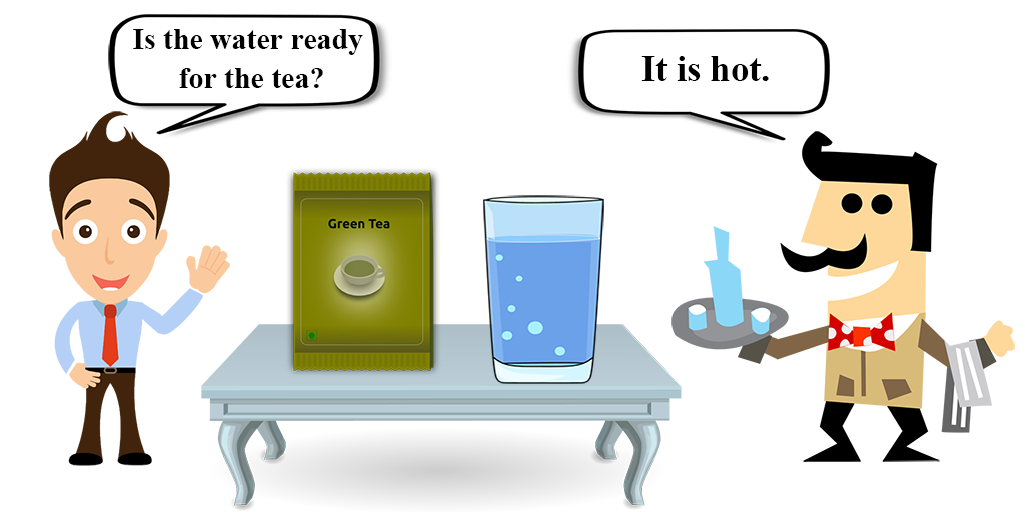 Is the water ready
for the tea?
It is hot.
Green Tea